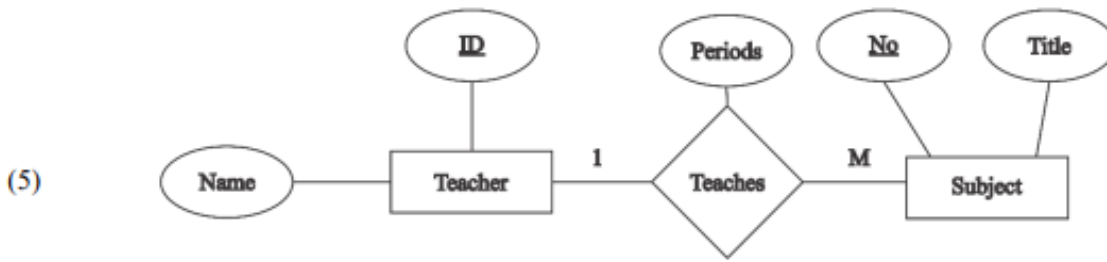 ID
Periods
No
Title
(5)
Name
Teacher
1
Teaches
M
Subject